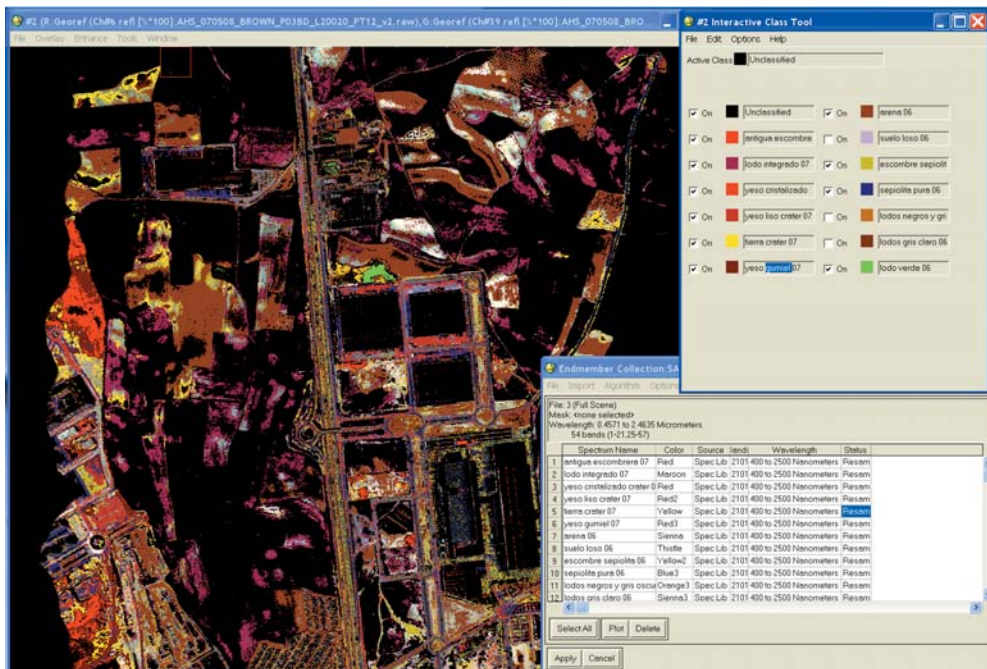 #2 (R:Georef (Ch#6 refl [%*100]:AHS_070508_BROWN_P03BD_L20020_PT12_v2.raw),G:Georef (Ch#39 refl [%*100]:AHS_070508_BRO...
File Overlay Enhance Tools Window
#2 Interactive Class Tool
File Edit Options Help
Active Class Unclassified
On Unclassified On arena 06
On antigua escombre On suelo loso 06
On lodo integrado 07 On escombre sepiolit
On yeso cristalizado On sepiolita pura 06
On yeso liso crater 07 On lodos negros y gri
On tierra crater 07 On lodos gris claro 06
On yeso gumiel 07 On lodo verde 06
Endmember Collection:SA
File Import Algorithm Options
File: 3 (Full Scene)
Mask: <none selected>
Wavelength: 0.4571 to 2.4635 Micrometers
54 bands (1-21,25-57)
Spectrum Name Color Source Wavelength Status
1 antigua escombrera 07 Red Spec Lib 2101 400 to 2500 Nanometers Resam
2 lodo integrado 07 Maroon Spec Lib 2101 400 to 2500 Nanometers Resam
3 yeso cristalizado crater 0 Red Spec Lib 2101 400 to 2500 Nanometers Resam
4 yeso liso crater 07 Red2 Spec Lib 2101 400 to 2500 Nanometers Resam
5 tierra crater 07 Yellow Spec Lib 2101 400 to 2500 Nanometers Resam
6 yeso gumiel 07 Red3 Spec Lib 2101 400 to 2500 Nanometers Resam
7 arena 06 Sienna Spec Lib 2101 400 to 2500 Nanometers Resam
8 suelo loso 06 Thistle Spec Lib 2101 400 to 2500 Nanometers Resam
9 escombre sepiolita 06 Yellow2 Spec Lib 2101 400 to 2500 Nanometers Resam
10 sepiolita pura 06 Blue3 Spec Lib 2101 400 to 2500 Nanometers Resam
11 lodos negros y gris oscu Orange3 Spec Lib 2101 400 to 2500 Nanometers Resam
12 lodos gris claro 06 Sienna3 Spec Lib 2101 400 to 2500 Nanometers Resam
Select All Plot Delete
Apply Cancel